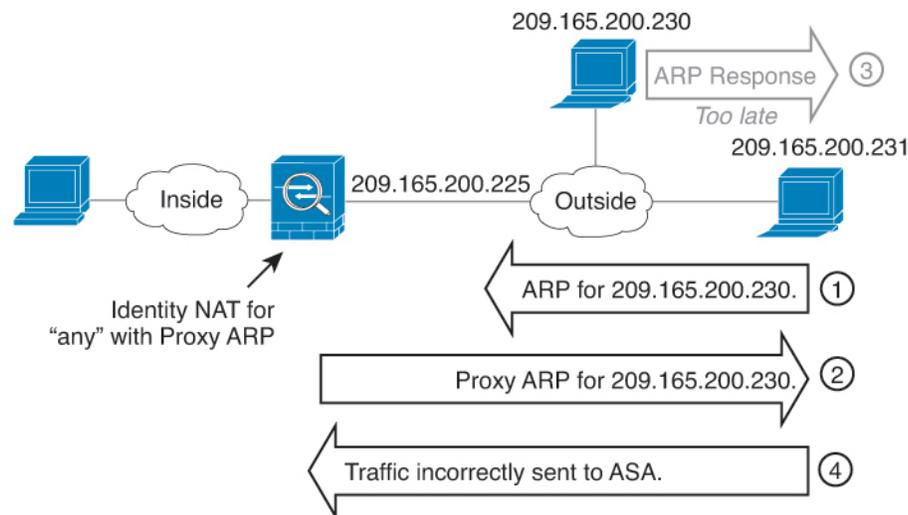 209.165.200.230
ARP Response
3
Too late
209.165.200.231
Inside
209.165.200.225
Outside
Identity NAT for
“any” with Proxy ARP
ARP for 209.165.200.230.
1
Proxy ARP for 209.165.200.230.
2
Traffic incorrectly sent to ASA.
4